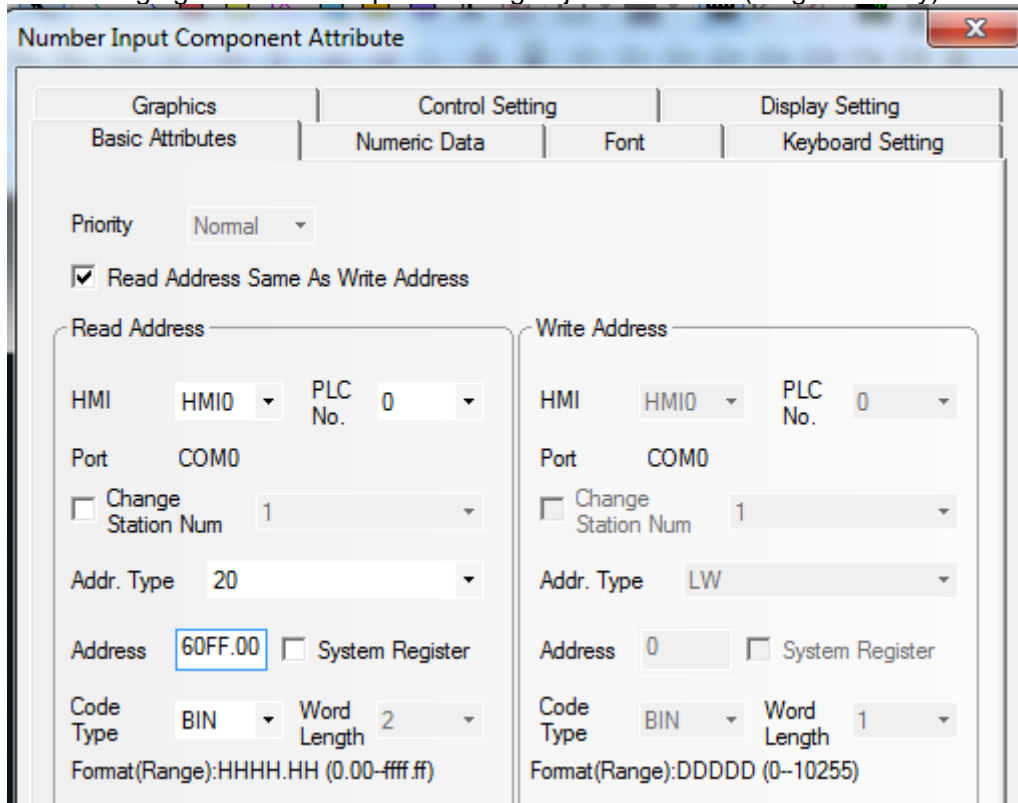 Number Input Component Attribute
Graphics Control Setting Display Setting
Basic Attributes Numeric Data Font Keyboard Setting
Priority Normal
Read Address Same As Write Address
Read Address
HMI HMI0 PLC No. 0
Port COM0
Change Station Num 1
Addr. Type 20
Address 60FF.00 System Register
Code Type BIN Word Length 2
Format(Range):HHHH.HH (0.00--ffff.ff)
Write Address
HMI HMI0 PLC No. 0
Port COM0
Change Station Num 1
Addr. Type LW
Address 0 System Register
Code Type BIN Word Length 1
Format(Range):DDDDD (0--10255)